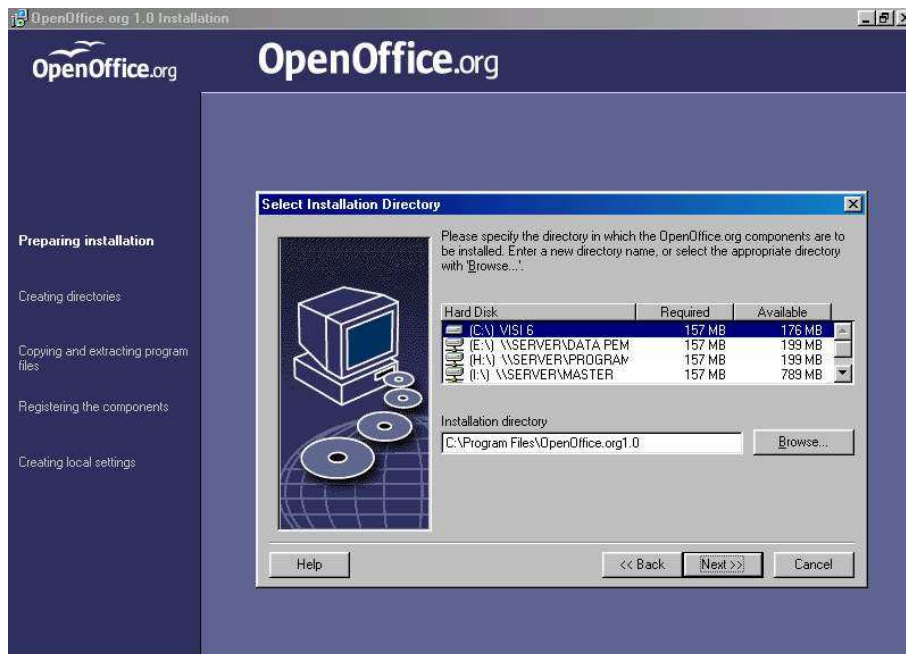 OpenOffice.org 1.0 Installation
OpenOffice.org
OpenOffice.org
Preparing installation
Creating directories
Copying and extracting program
files
Registering the components
Creating local settings
Select Installation Directory
Please specify the directory in which the OpenOffice.org components are to
be installed. Enter a new directory name, or select the appropriate directory
with 'Browse...'.
Hard Disk Required Available
(C:\) VISI 6 157 MB 176 MB
(E:\) \\SERVER\DATA PEM 157 MB 199 MB
(H:\) \\SERVER\PROGRAM 157 MB 199 MB
(I:\) \\SERVER\MASTER 157 MB 789 MB
Installation directory
C:\Program Files\OpenOffice.org1.0 Browse...
Help << Back Next >> Cancel